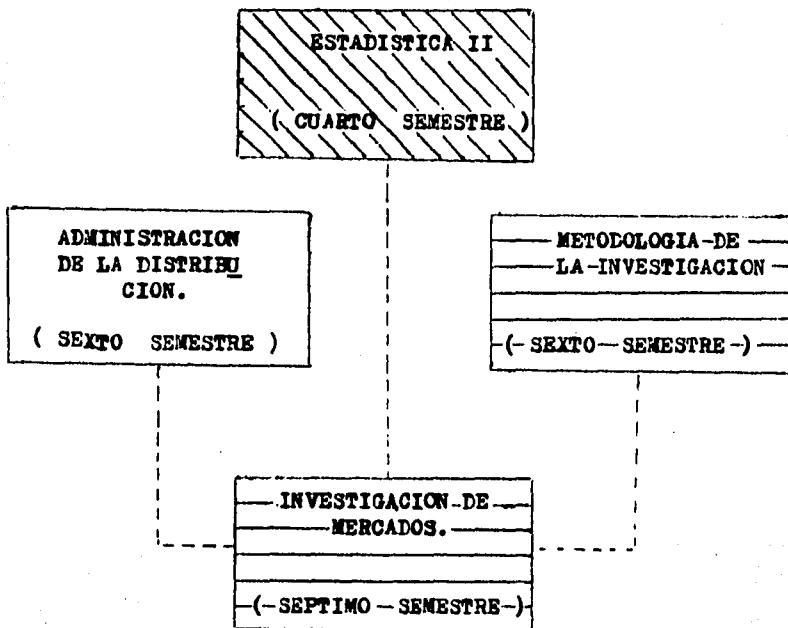 ESTADISTICA II
( CUARTO SEMESTRE )
ADMINISTRACION
DE LA DISTRIBU
CION.
( SEXTO SEMESTRE )
METODOLOGIA DE
LA INVESTIGACION
( SEXTO SEMESTRE )
INVESTIGACION DE
MERCADOS.
( SEPTIMO SEMESTRE )